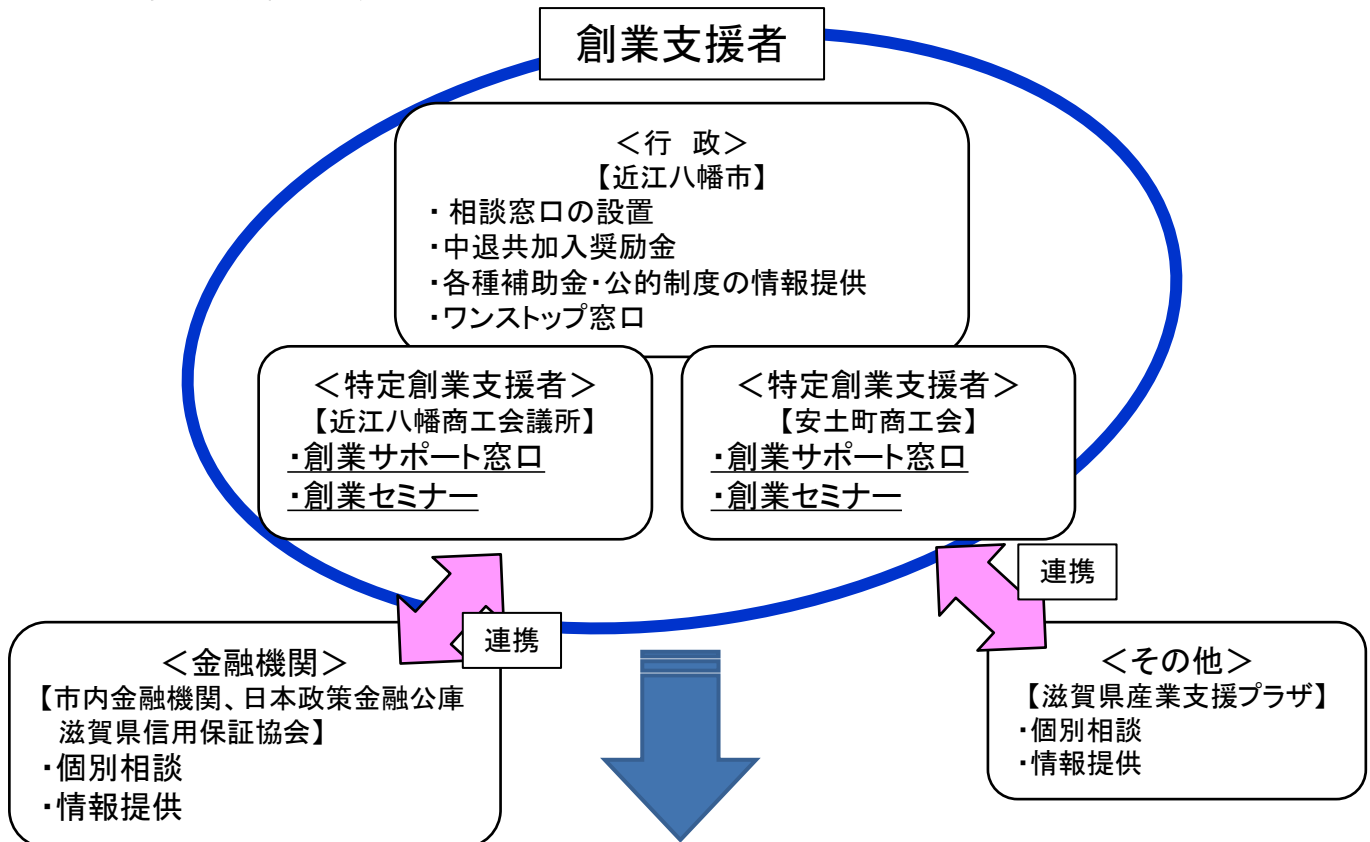 創業支援者
＜行　政＞
【近江八幡市】
・ 相談窓口の設置
・中退共加入奨励金
・各種補助金・公的制度の情報提供
・ワンストップ窓口
＜特定創業支援者＞
【近江八幡商工会議所】
・創業サポート窓口
・創業セミナー
＜特定創業支援者＞
【安土町商工会】
・創業サポート窓口
・創業セミナー
連携
連携
＜金融機関＞
【市内金融機関、日本政策金融公庫
滋賀県信用保証協会】
・個別相談
・情報提供
＜その他＞
【滋賀県産業支援プラザ】
・個別相談
・情報提供